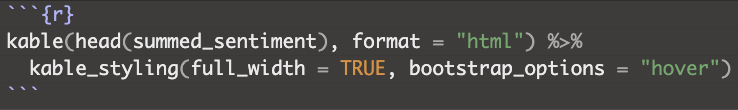 ```{r}
kable(head(summed_sentiment), format = "html") %>%
  kable_styling(full_width = TRUE, bootstrap_options = "hover")
```